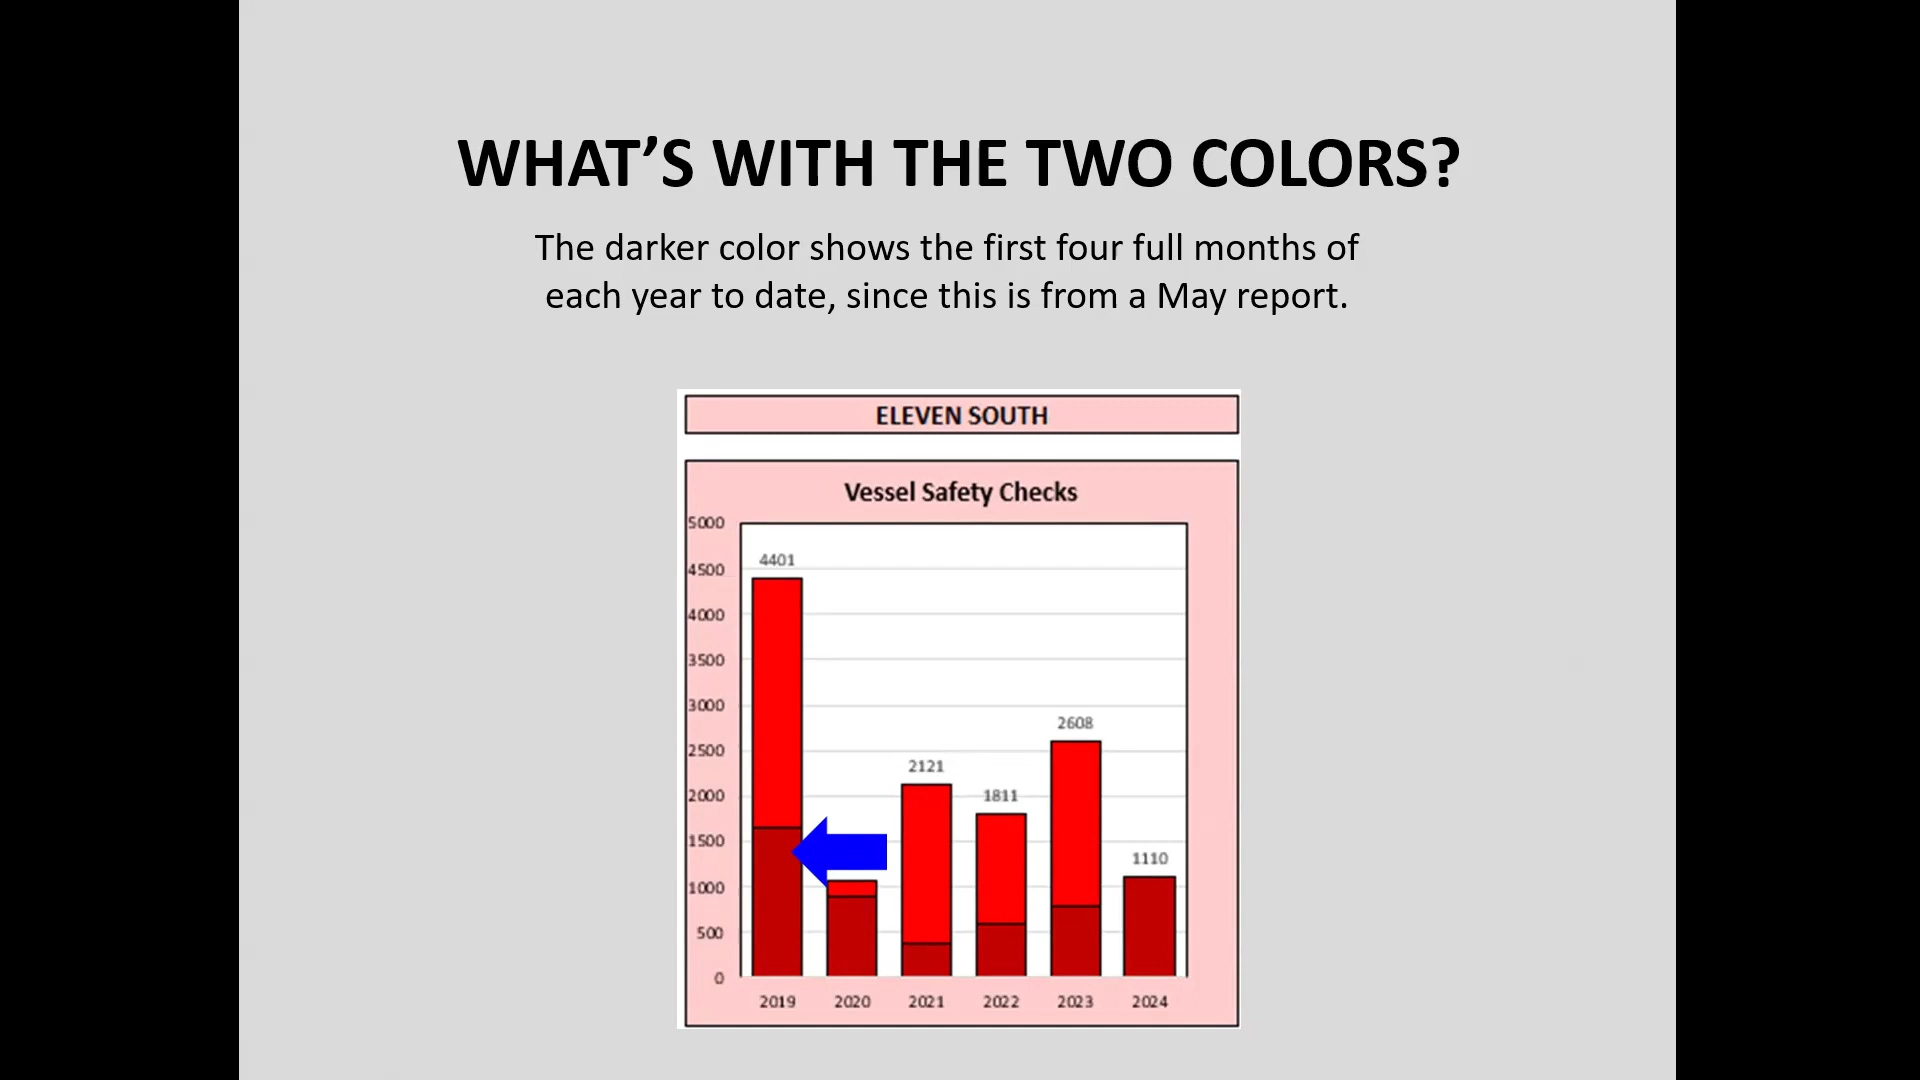 WHAT’S WITH THE TWO COLORS?
The darker color shows the first four full months of
each year to date, since this is from a May report.
ELEVEN SOUTH
Vessel Safety Checks
5000
4401
4500
4000
3500
3000
2608
2500
2121
2000
1811
1500
1110
1000
500
0
2019 2020 2021 2022 2023 2024